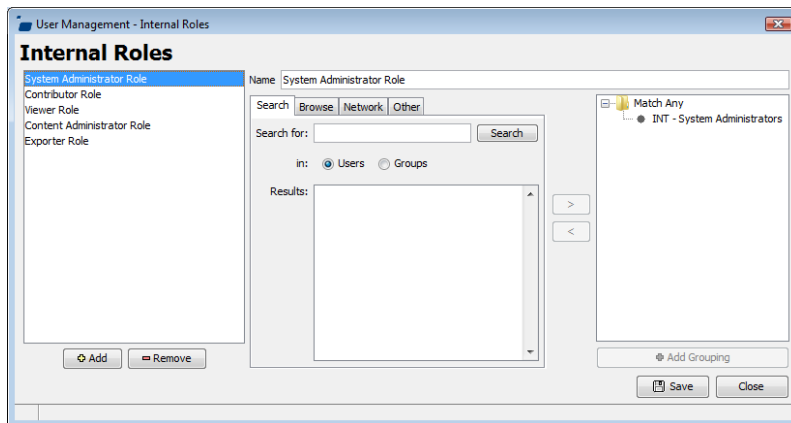 User Management - Internal Roles
Internal Roles
System Administrator Role
Contributor Role
Viewer Role
Content Administrator Role
Exporter Role
Add
Remove
Name System Administrator Role
Search Browse Network Other
Search for: Search
in: Users Groups
Results:
>
<
Match Any
INT - System Administrators
Add Grouping
Save Close